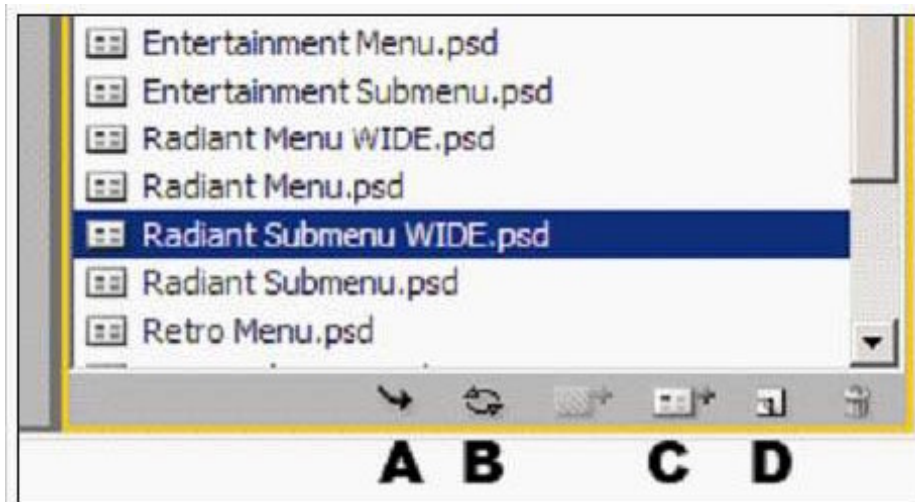 Entertainment Menu.psd
Entertainment Submenu.psd
Radiant Menu WIDE.psd
Radiant Menu.psd
Radiant Submenu WIDE.psd
Radiant Submenu.psd
Retro Menu.psd
A B C D